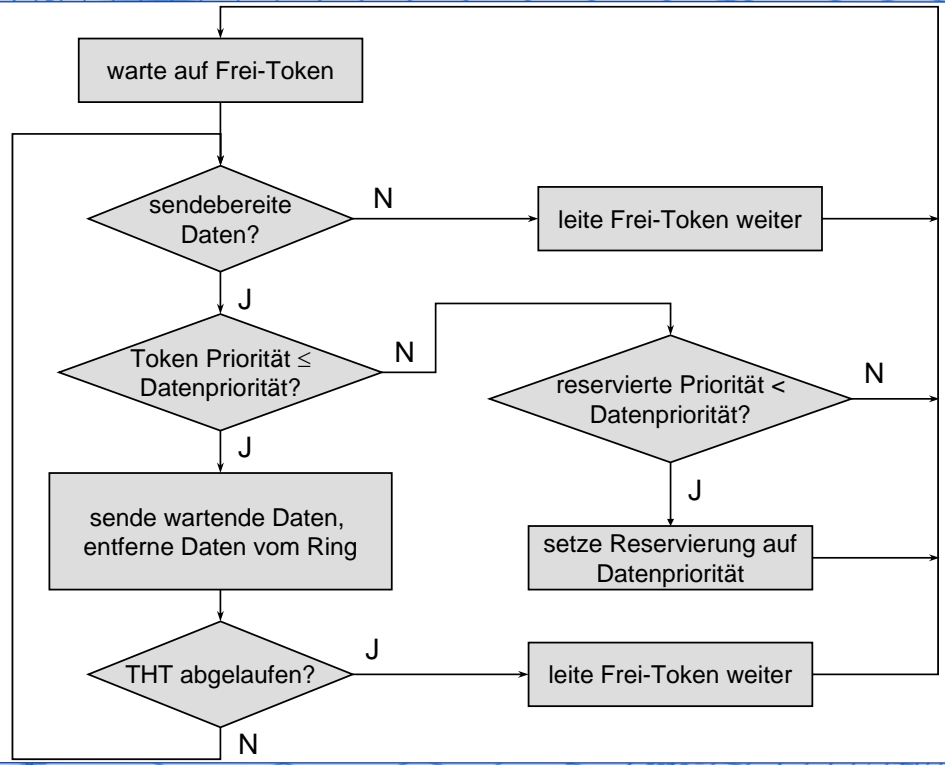 warte auf Frei-Token
sendebereite
Daten?
N
leite Frei-Token weiter
J
Token Priorität ≤
Datenpriorität?
N
reservierte Priorität <
Datenpriorität?
N
J
J
sende wartende Daten,
entferne Daten vom Ring
setze Reservierung auf
Datenpriorität
THT abgelaufen?
J
leite Frei-Token weiter
N